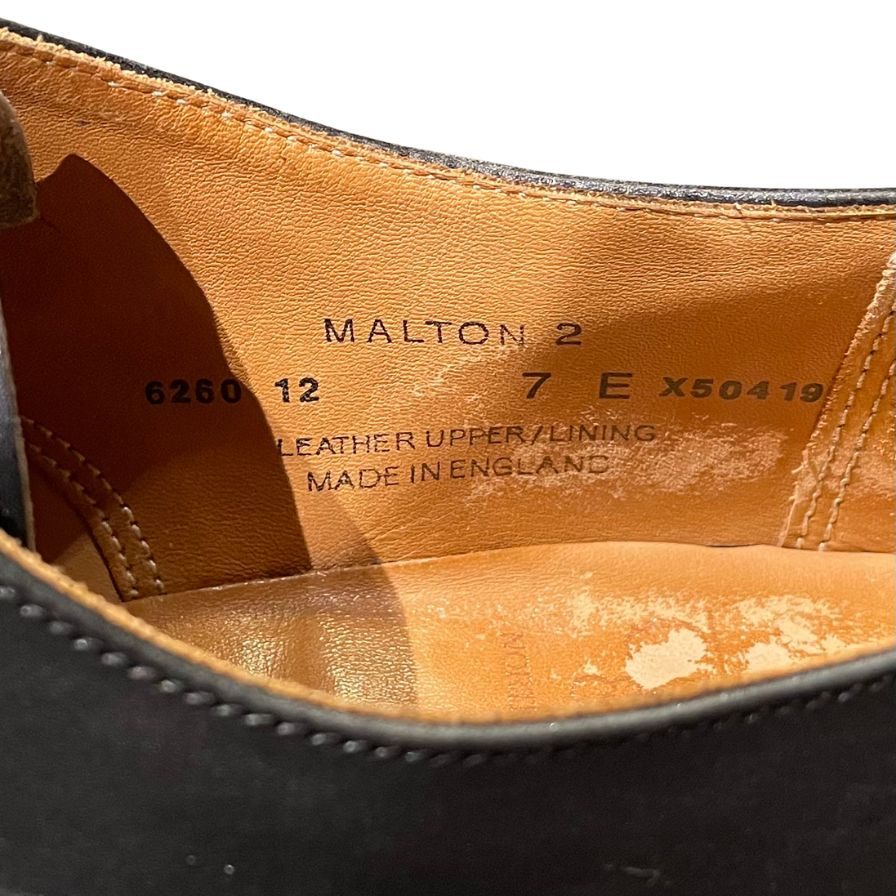 MALTON 2
6260 12 7 E X50419
LEATHER UPPER/LINING
MADE IN ENGLAND